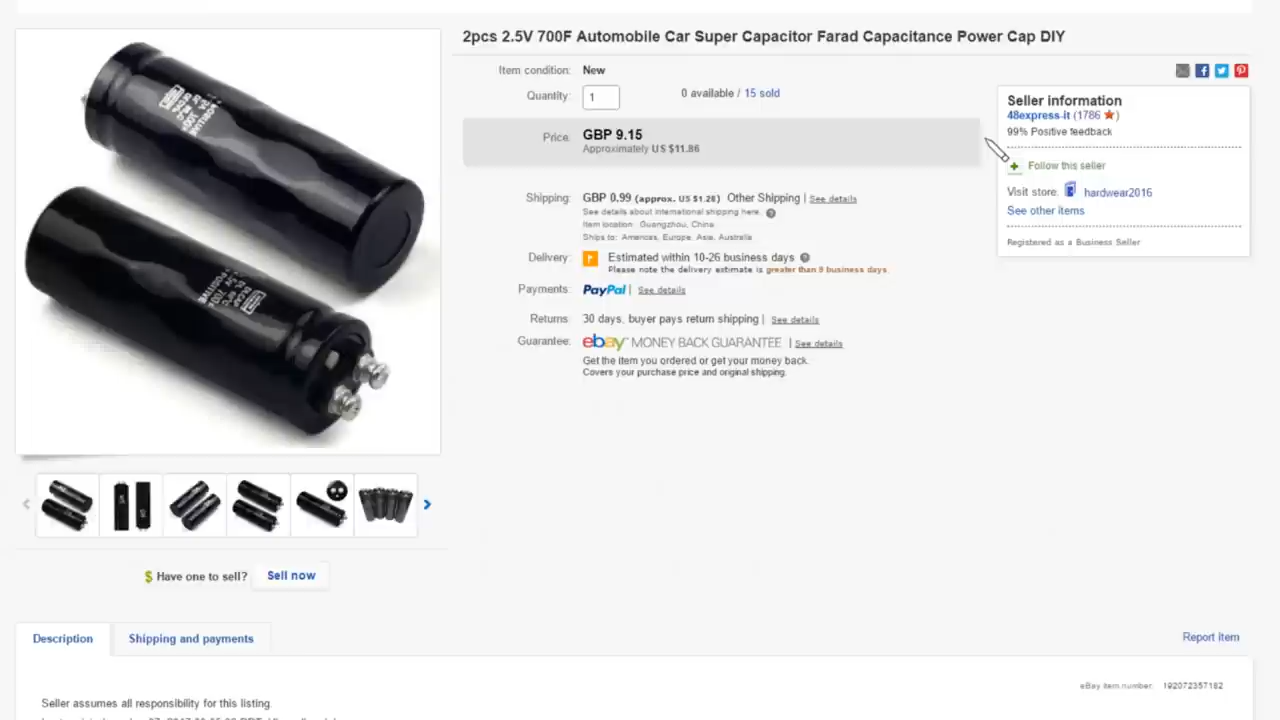 2pcs 2.5V 700F Automobile Car Super Capacitor Farad Capacitance Power Cap DIY
Item condition: New
Quantity: 1 0 available / 15 sold
Price: GBP 9.15
Approximately US $11.86
Shipping: GBP 0.99 (approx. US $1.28) Other Shipping | See details
See details about international shipping here.
Item location: Guangzhou, China
Ships to: Americas, Europe, Asia, Australia
Delivery: Estimated within 10-26 business days
Please note the delivery estimate is greater than 9 business days.
Payments: PayPal | See details
Returns: 30 days, buyer pays return shipping | See details
Guarantee: ebay MONEY BACK GUARANTEE | See details
Get the item you ordered or get your money back.
Covers your purchase price and original shipping.
Seller information
48express-it (1786 ★)
99% Positive feedback
+ Follow this seller
Visit store: hardwear2016
See other items
Registered as a Business Seller
$ Have one to sell? Sell now
Description Shipping and payments
Report item
eBay item number: 192072357182
Seller assumes all responsibility for this listing.